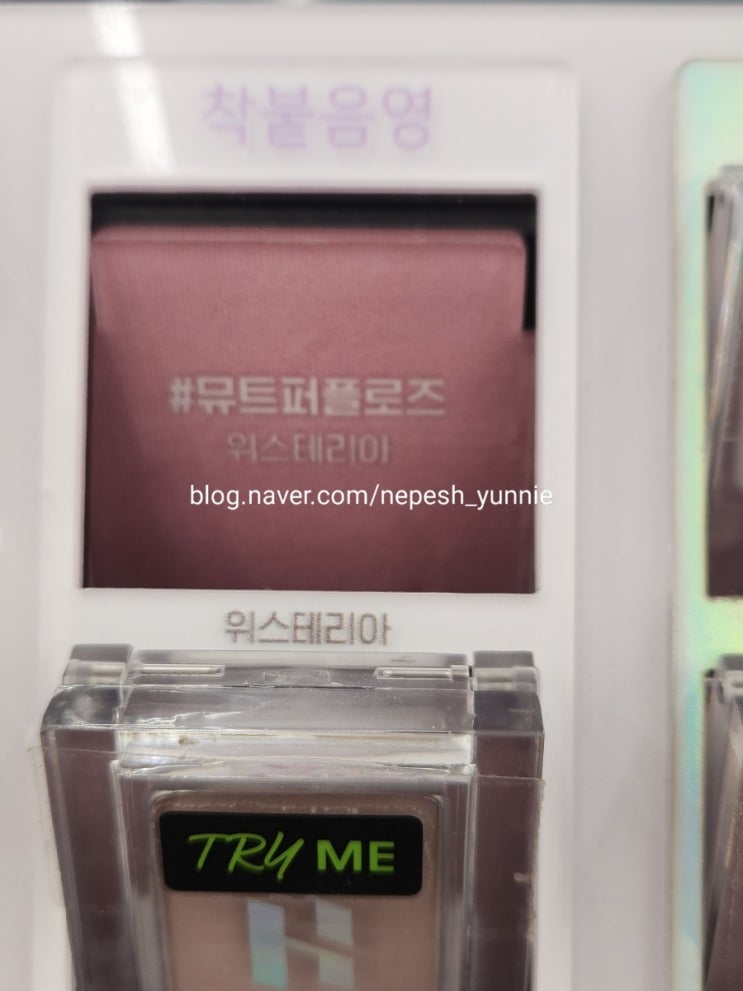 착붙음영
#뮤트퍼플로즈
위스테리아
blog.naver.com/nepesh_yunnie
위스테리아
TRY ME